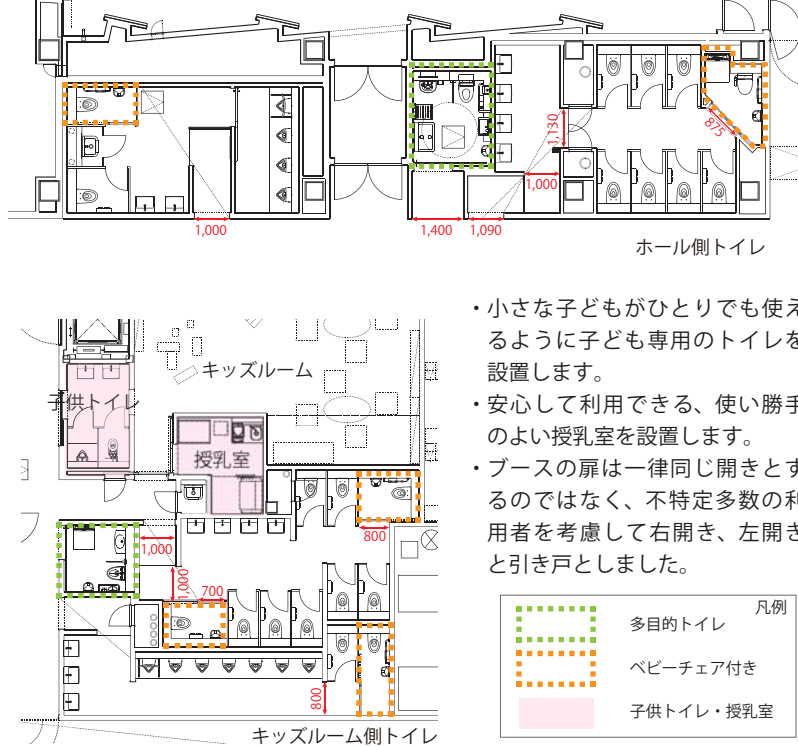 1,130
875
1,000
1,000
1,400
1,090
ホール側トイレ
キッズルーム
子供トイレ
授乳室
1,000
1,000
700
800
800
キッズルーム側トイレ
・小さな子どもがひとりでも使え
るように子ども専用のトイレを
設置します。
・安心して利用できる、使い勝手
のよい授乳室を設置します。
・ブースの扉は一律同じ開きとす
るのではなく、不特定多数の利
用者を考慮して右開き、左開き
と引き戸としました。
凡例
多目的トイレ
ベビーチェア付き
子供トイレ・授乳室